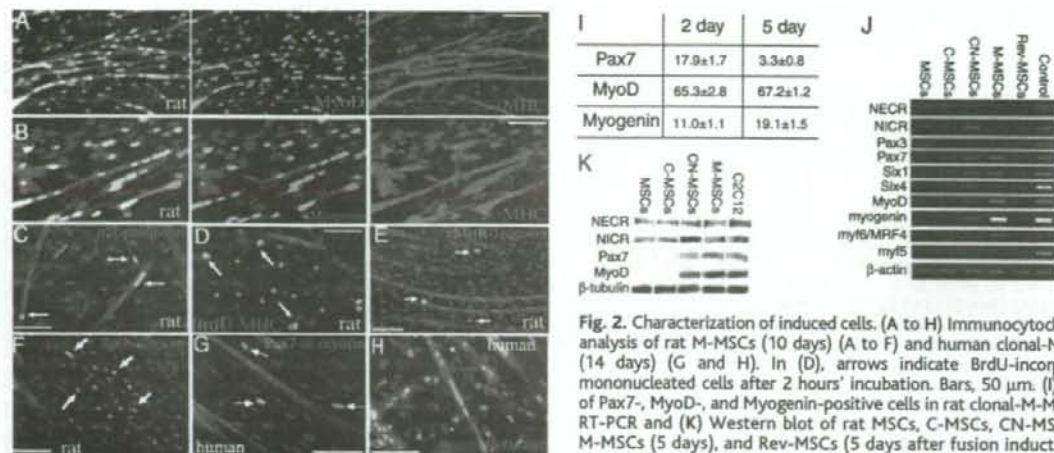 A
rat
MyoD
MHC
B
rat
MHC
C
rat
D
BrdU MHC
rat
E
rat
F
rat
G
human
H
human
I
2 day 5 day
Pax7 17.9±1.7 3.3±0.8
MyoD 65.3±2.8 67.2±1.2
Myogenin 11.0±1.1 19.1±1.5
J
MSCs
C-MSCs
CN-MSCs
M-MSCs
Rev-MSCs
Control
NECR
NICR
Pax3
Pax7
Six1
Six4
MyoD
myogenin
myf6/MRF4
myf5
β-actin
K
MSCs
C-MSCs
CN-MSCs
M-MSCs
C2C12
NECR
NICR
Pax7
MyoD
β-tubulin
Fig. 2. Characterization of induced cells. (A to H) Immunocytoch
analysis of rat M-MSCs (10 days) (A to F) and human clonal-M
(14 days) (G and H). In (D), arrows indicate BrdU-incorp
mononucleated cells after 2 hours' incubation. Bars, 50 μm. (I
of Pax7-, MyoD-, and Myogenin-positive cells in rat clonal-M-M
RT-PCR and (K) Western blot of rat MSCs, C-MSCs, CN-MS
M-MSCs (5 days), and Rev-MSCs (5 days after fusion induct